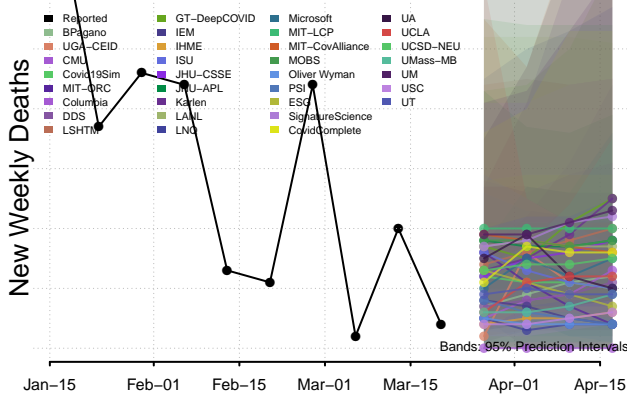 Reported
BPagano
UGA−CEID
CMU
Covid19Sim
MIT−ORC
Columbia
DDS
LSHTM
GT−DeepCOVID
IEM
IHME
ISU
JHU−CSSE
JHU−APL
Karlen
LANL
LNQ
Microsoft
MIT−LCP
MIT−CovAlliance
MOBS
Oliver Wyman
PSI
ESG
SignatureScience
CovidComplete
UA
UCLA
UCSD−NEU
UMass−MB
UM
USC
UT
New Weekly Deaths
Bands: 95% Prediction Intervals
Jan−15 Feb−01 Feb−15 Mar−01 Mar−15 Apr−01 Apr−15